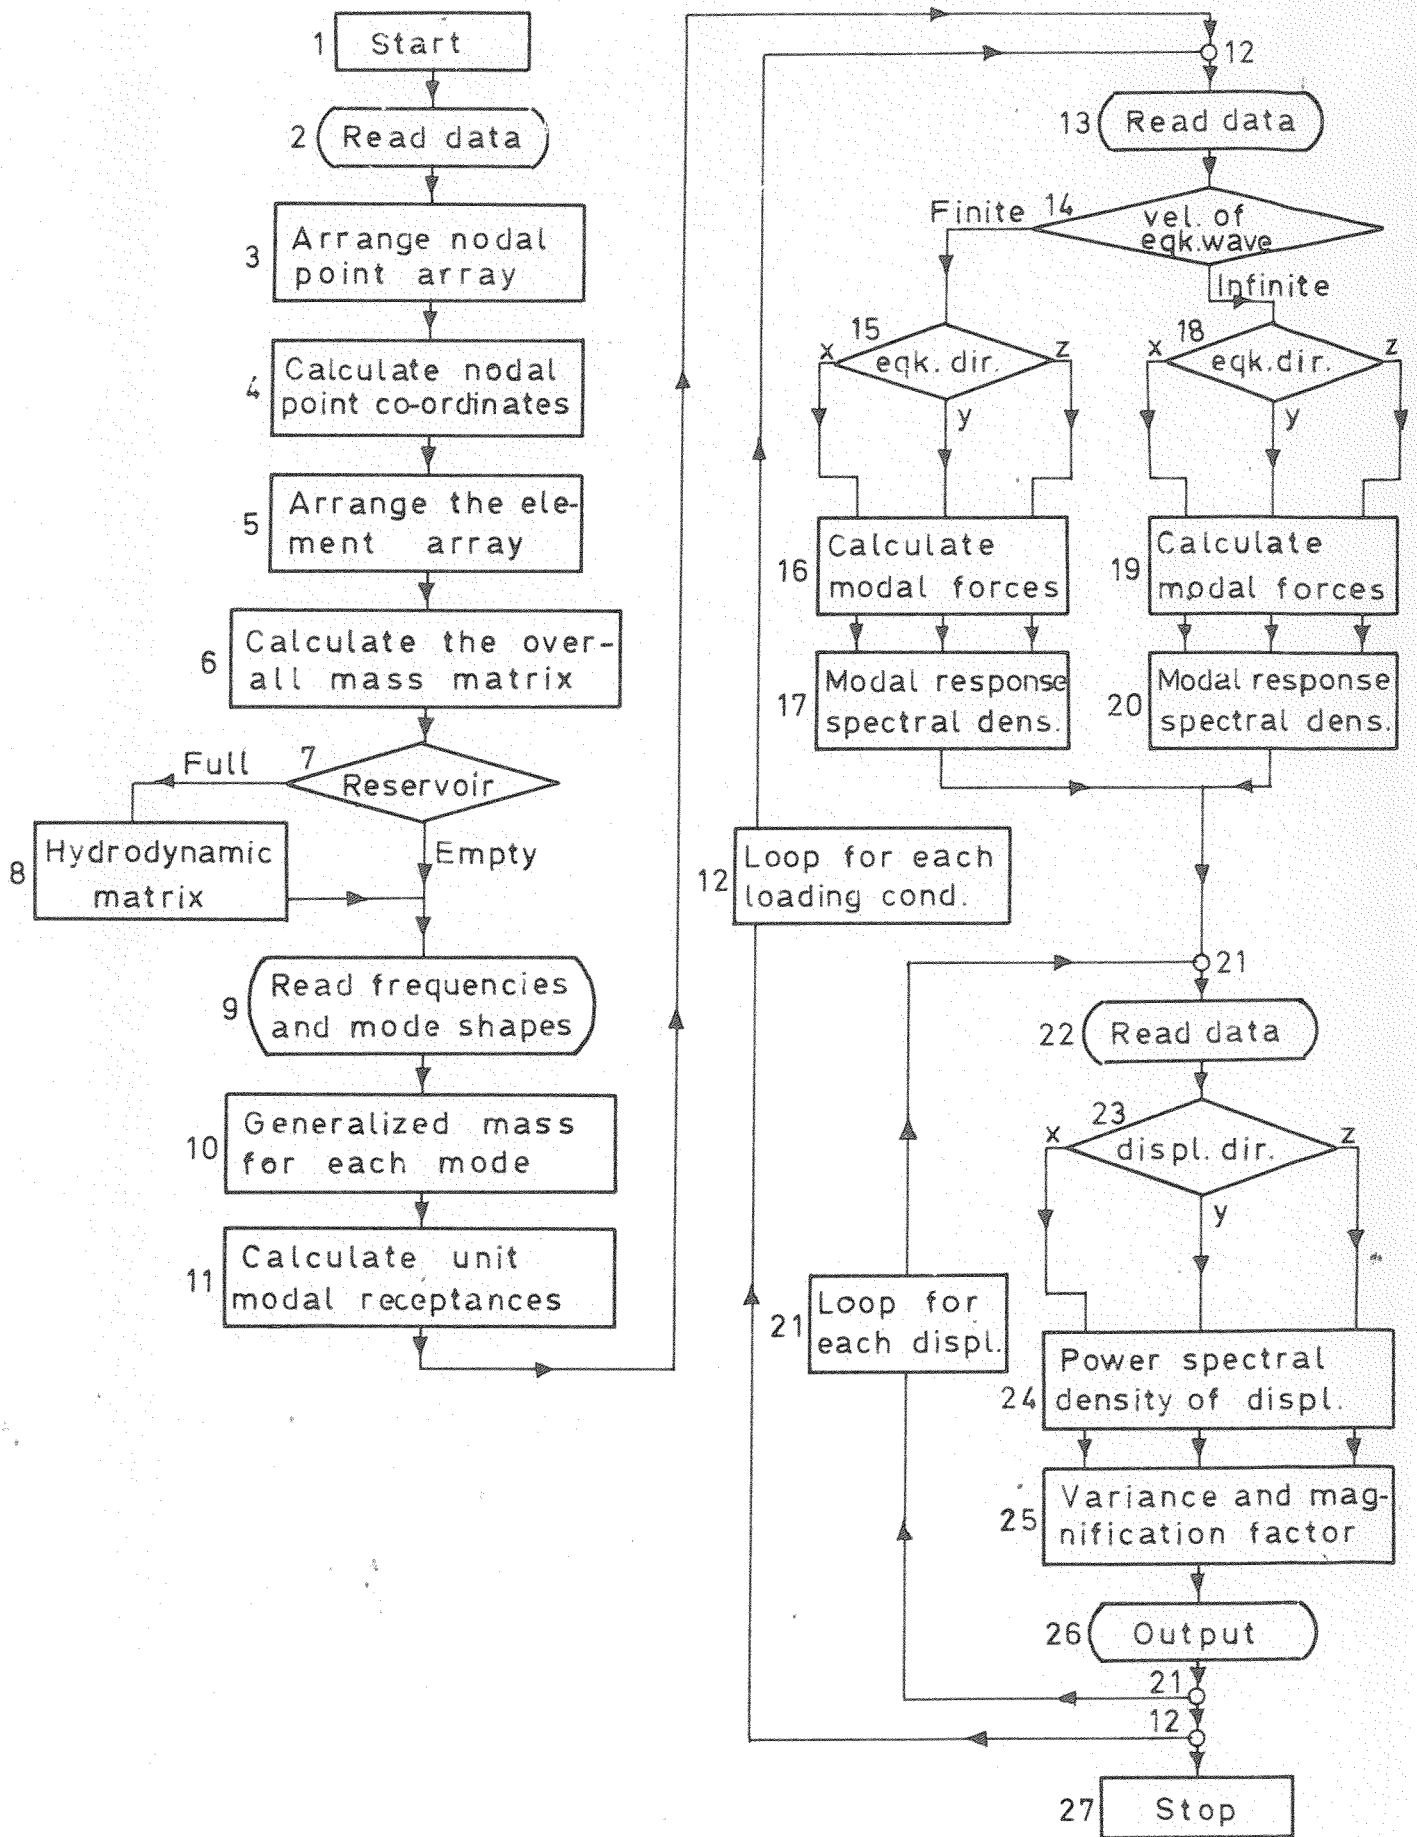 1 Start
2 Read data
3 Arrange nodal
point array
4 Calculate nodal
point co-ordinates
5 Arrange the ele-
ment array
6 Calculate the over-
all mass matrix
7 Reservoir
Full
Empty
8 Hydrodynamic
matrix
9 Read frequencies
and mode shapes
10 Generalized mass
for each mode
11 Calculate unit
modal receptances
12
13 Read data
14 vel. of
eqk. wave
Finite
Infinite
15 eqk. dir.
x
y
z
18 eqk. dir.
x
y
z
16 Calculate
modal forces
19 Calculate
modal forces
17 Modal response
spectral dens.
20 Modal response
spectral dens.
12 Loop for each
loading cond.
21
22 Read data
23 displ. dir.
x
y
z
21 Loop for
each displ.
24 Power spectral
density of displ.
25 Variance and mag-
nification factor
26 Output
21
12
27 Stop